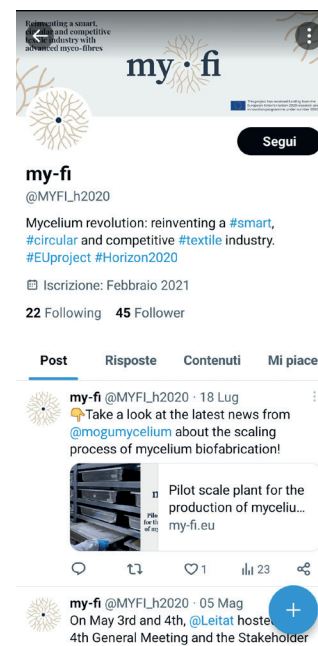 Reinventing a smart,
circular and competitive
textile industry with
advanced myco-fibres
my fi
Segui
my-fi
@MYFI_h2020
Mycelium revolution: reinventing a #smart,
#circular and competitive #textile industry.
#EUproject #Horizon2020
Iscrizione: Febbraio 2021
22 Following 45 Follower
Post Risposte Contenuti Mi piace
my-fi @MYFI_h2020 · 18 Lug
👇Take a look at the latest news from
@mogumycelium about the scaling
process of mycelium biofabrication!
Pilot scale plant for the
production of myceliu...
my-fi.eu
1 23
my-fi @MYFI_h2020 · 05 Mag
On May 3rd and 4th, @Leitat hoste
4th General Meeting and the Stakeholder